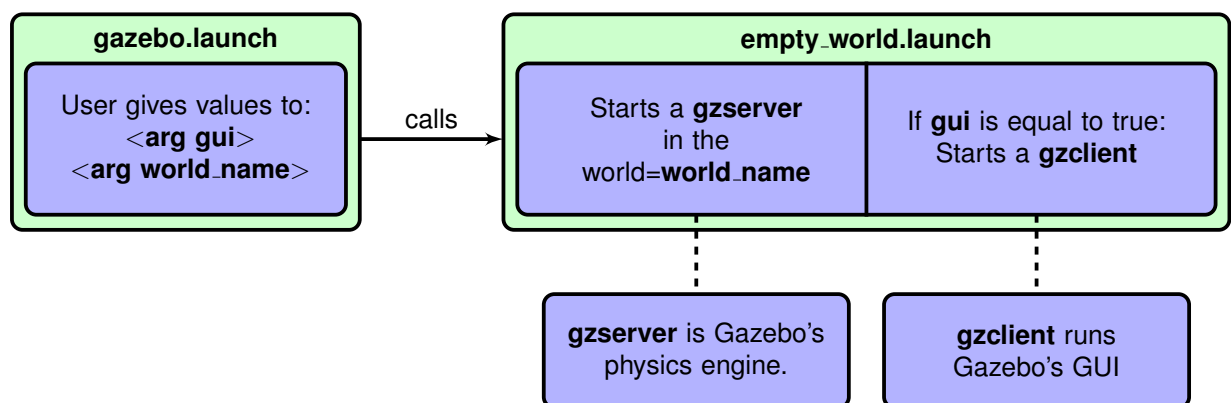 gazebo.launch
User gives values to:
<arg gui>
<arg world_name>
calls
empty_world.launch
Starts a gzserver
in the
world=world_name
If gui is equal to true:
Starts a gzclient
gzserver is Gazebo's
physics engine.
gzclient runs
Gazebo's GUI